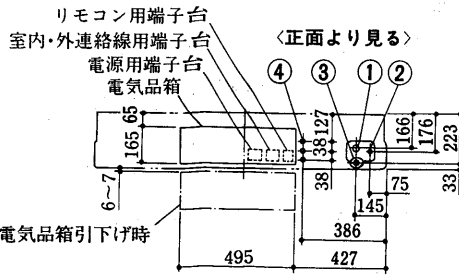 リモコン用端子台
室内・外連絡線用端子台
電源用端子台
電気品箱
〈正面より見る〉
④ ③ ① ②
65
165
6～7
127
38
38
166
176
223
33
75
145
386
電気品箱引下げ時
495
427